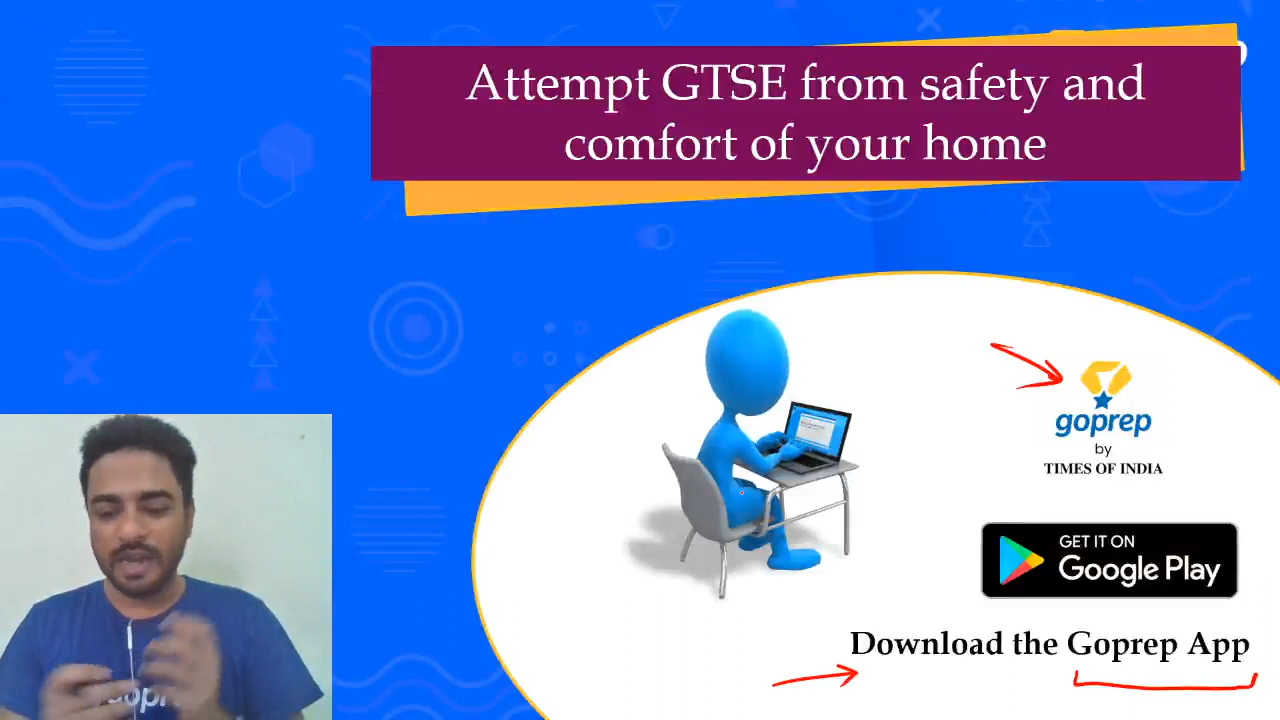 Attempt GTSE from safety and
comfort of your home
goprep
by
TIMES OF INDIA
GET IT ON
Google Play
Download the Goprep App